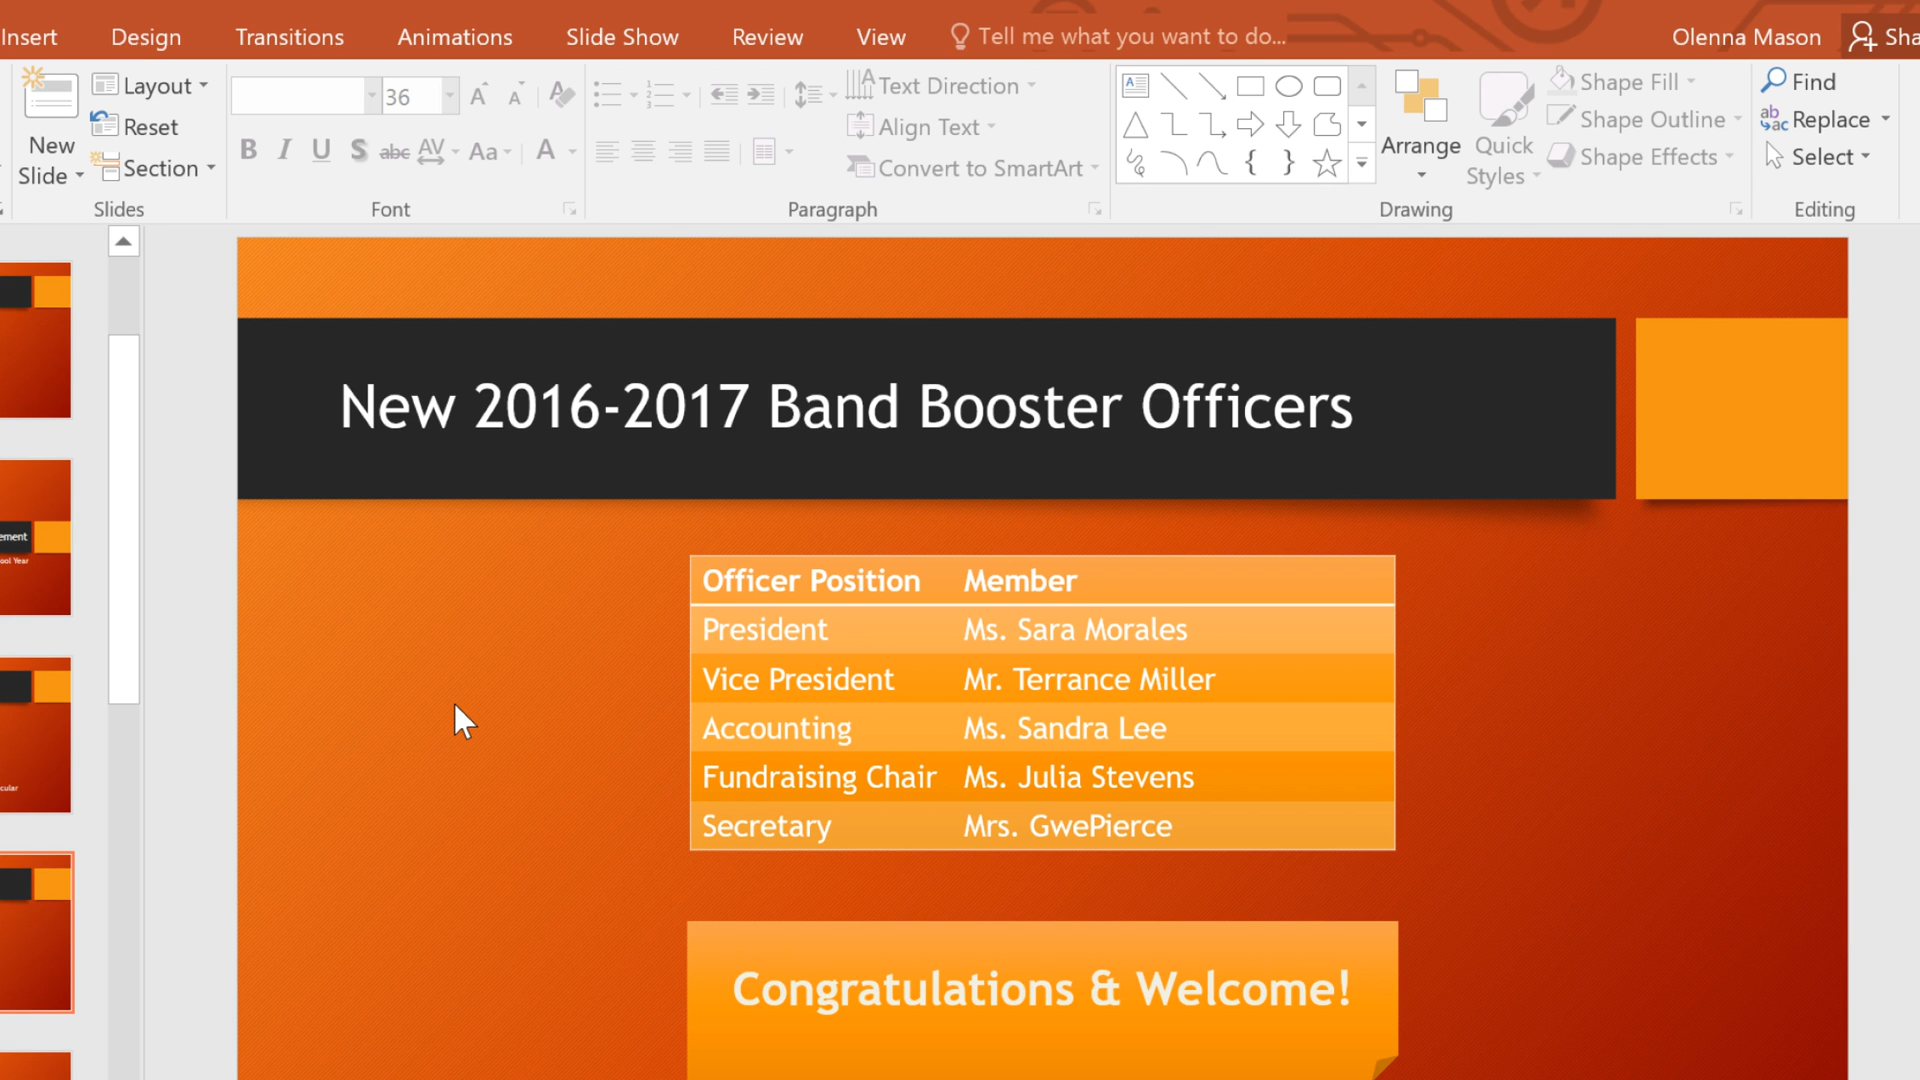 Insert Design Transitions Animations Slide Show Review View Tell me what you want to do... Olenna Mason
New Slide
Layout
Reset
Section
Slides
36
B I U S abc AV Aa A
Font
Text Direction
Align Text
Convert to SmartArt
Paragraph
Arrange
Quick Styles
Shape Fill
Shape Outline
Shape Effects
Drawing
Find
Replace
Select
Editing
New 2016-2017 Band Booster Officers
Officer Position Member
President Ms. Sara Morales
Vice President Mr. Terrance Miller
Accounting Ms. Sandra Lee
Fundraising Chair Ms. Julia Stevens
Secretary Mrs. GwePierce
Congratulations & Welcome!